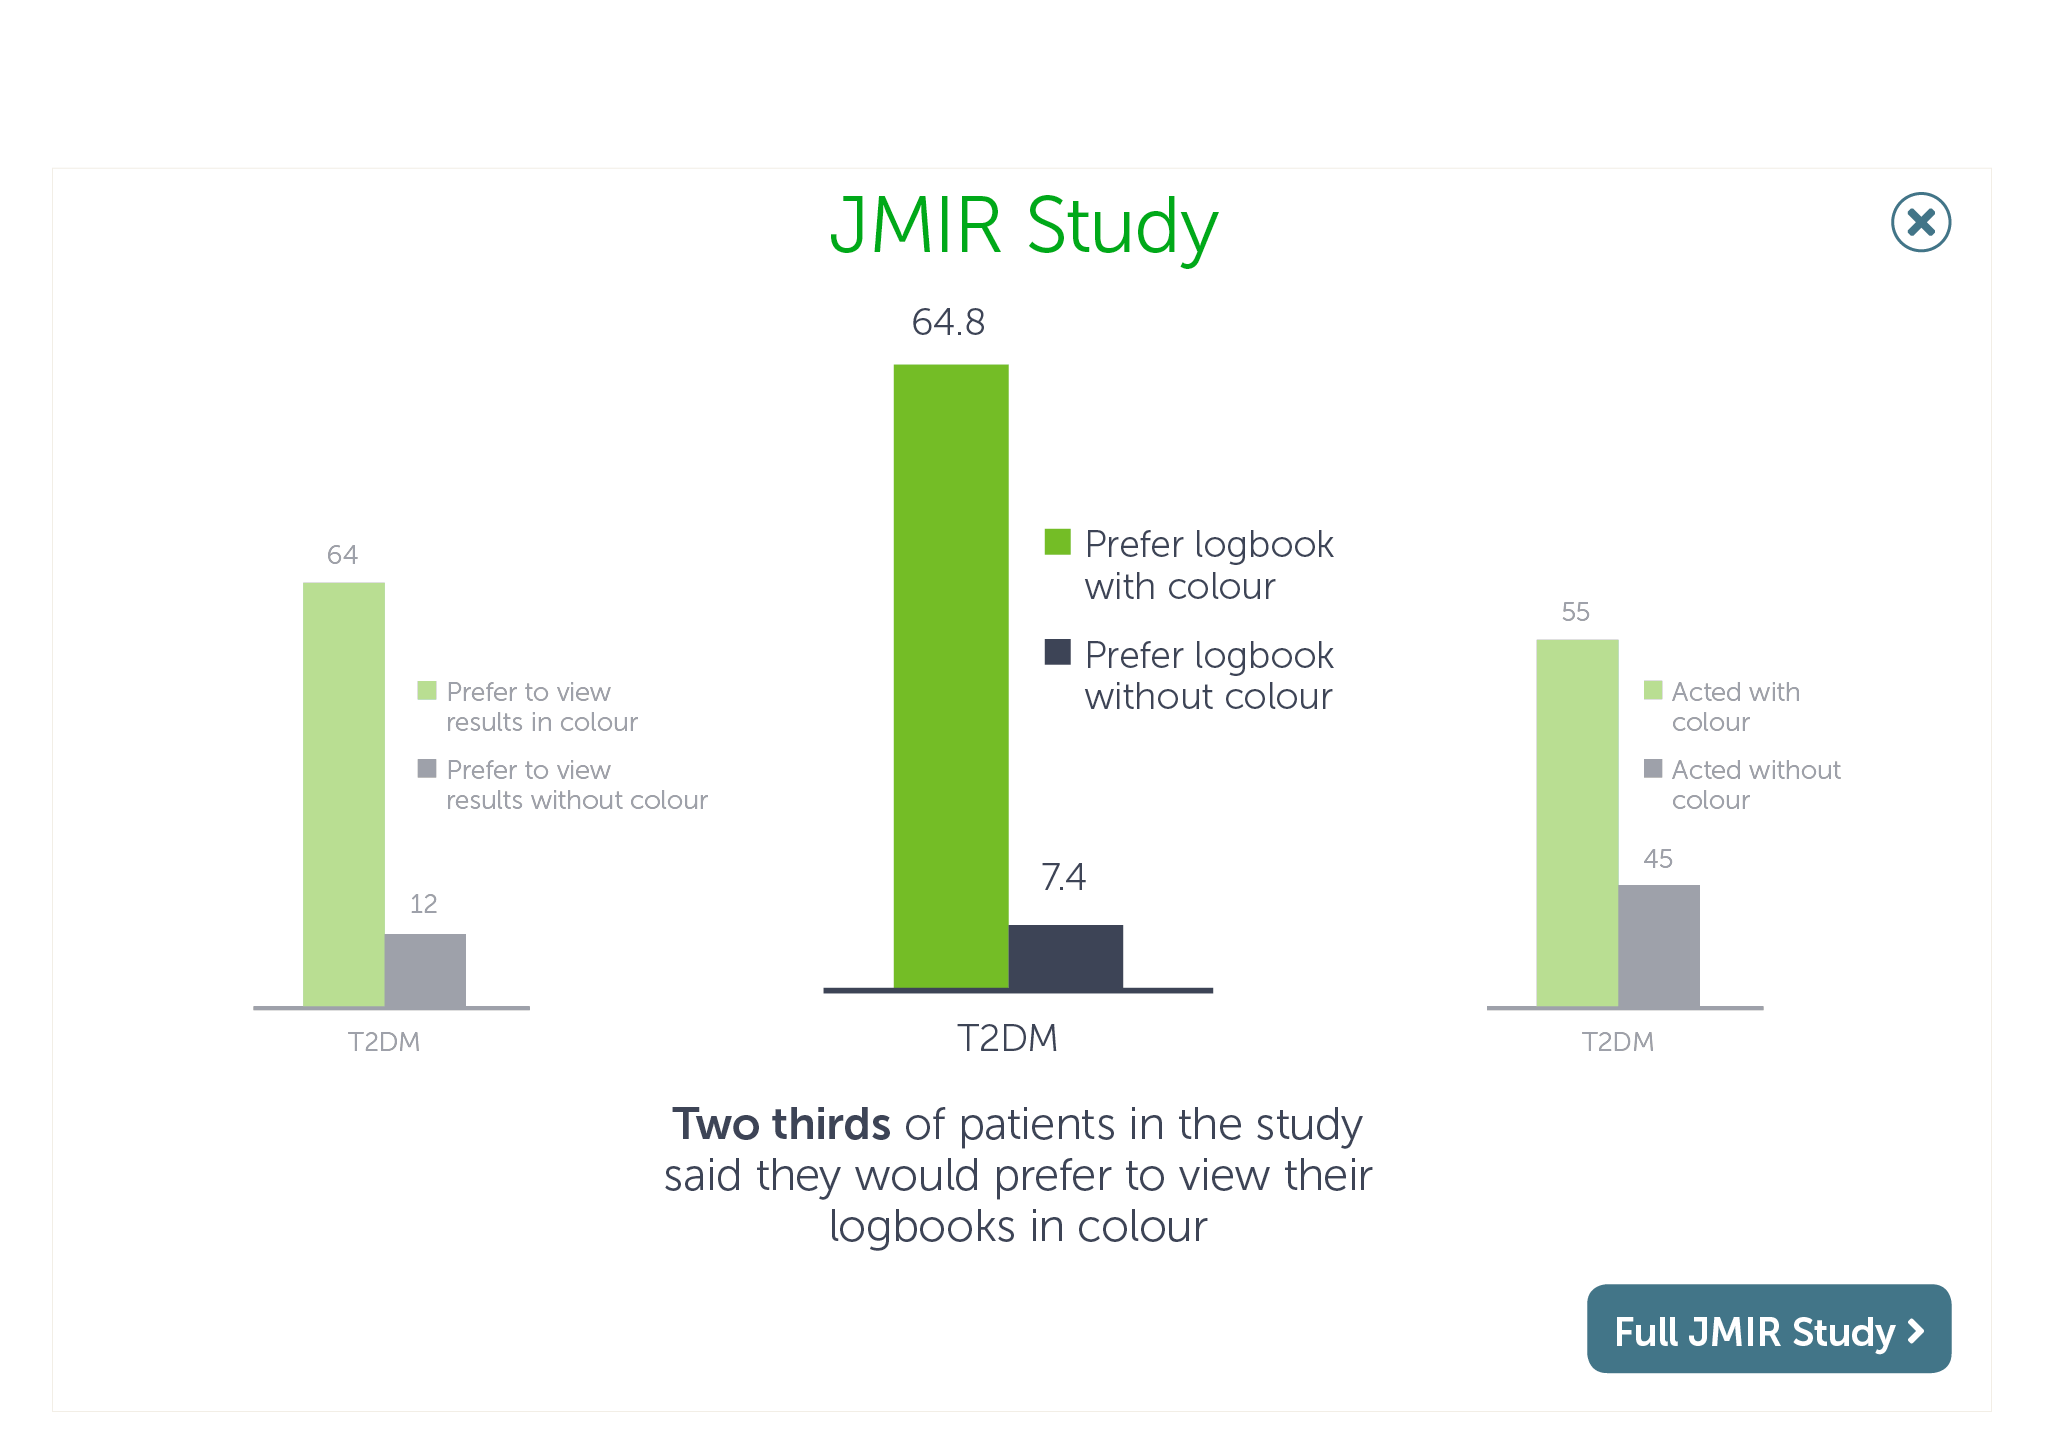 JMIR Study
64
Prefer to view
results in colour
Prefer to view
results without colour
12
T2DM
64.8
Prefer logbook
with colour
Prefer logbook
without colour
7.4
T2DM
55
Acted with
colour
Acted without
colour
45
T2DM
Two thirds of patients in the study
said they would prefer to view their
logbooks in colour
Full JMIR Study